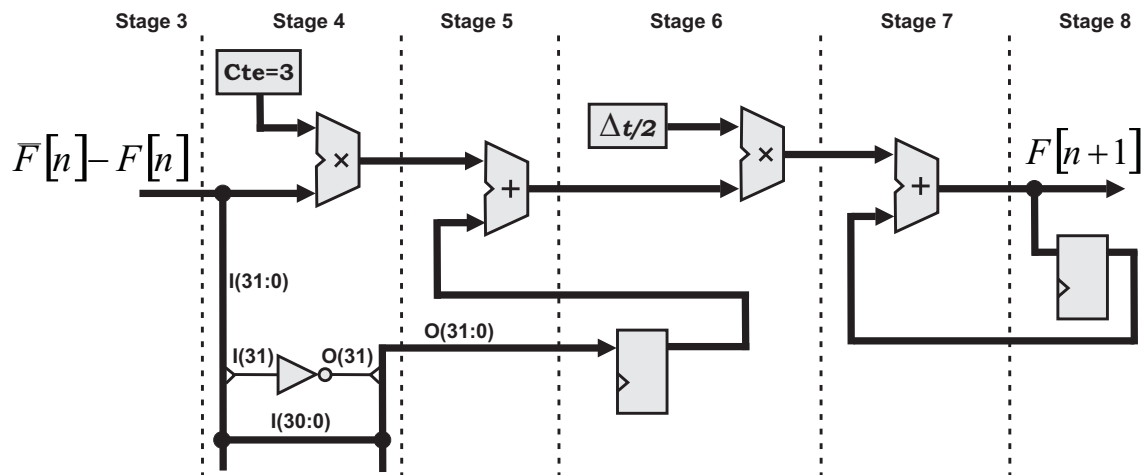 Stage 3 Stage 4 Stage 5 Stage 6 Stage 7 Stage 8
Cte=3
Δt/2
F̅[n]−F[n]
F[n+1]
×
+
×
+
I(31:0)
O(31:0)
I(31) O(31)
I(30:0)